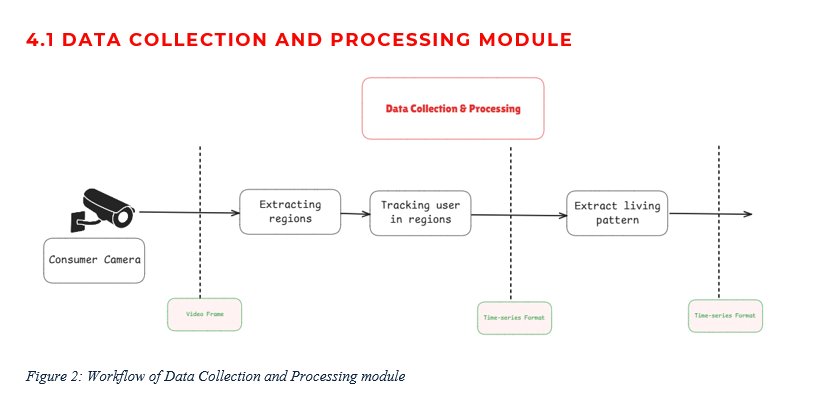 4.1 DATA COLLECTION AND PROCESSING MODULE
Data Collection & Processing
Extracting
regions
Tracking user
in regions
Extract living
pattern
Consumer Camera
Video Frame
Time-series Format
Time-series Format
Figure 2: Workflow of Data Collection and Processing module